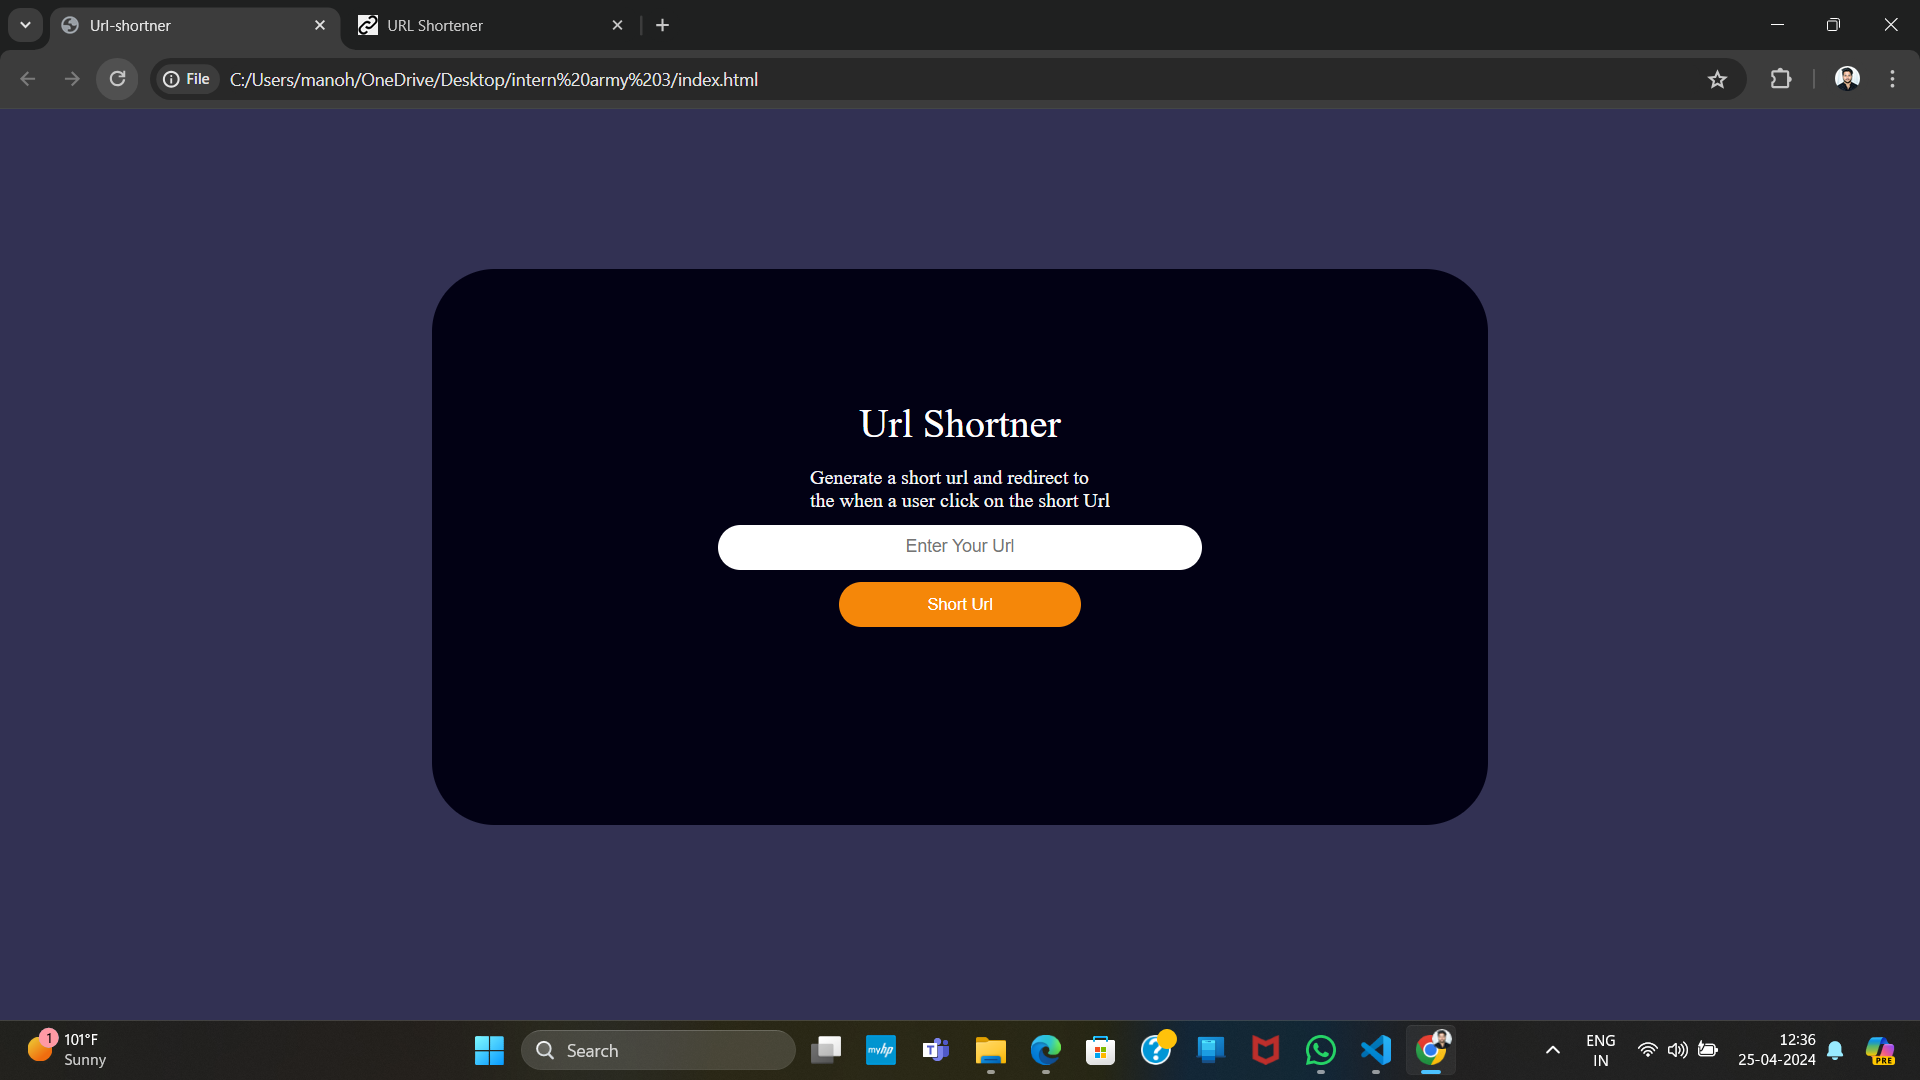 Url-shortner
URL Shortener
File
C:/Users/manoh/OneDrive/Desktop/intern%20army%203/index.html
Url Shortner
Generate a short url and redirect to
the when a user click on the short Url
Enter Your Url
Short Url
1
101°F
Sunny
Search
myhp
T
ENG
IN
12:36
25-04-2024
PRE